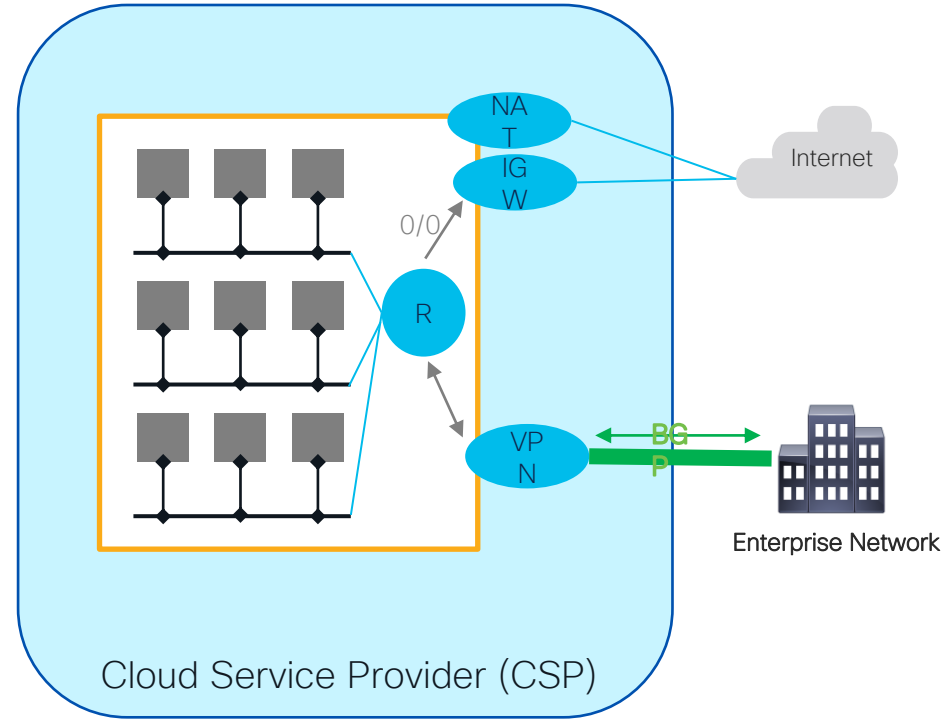 NA
T
IG
W
Internet
0/0
R
VP
N
BG
P
Enterprise Network
Cloud Service Provider (CSP)